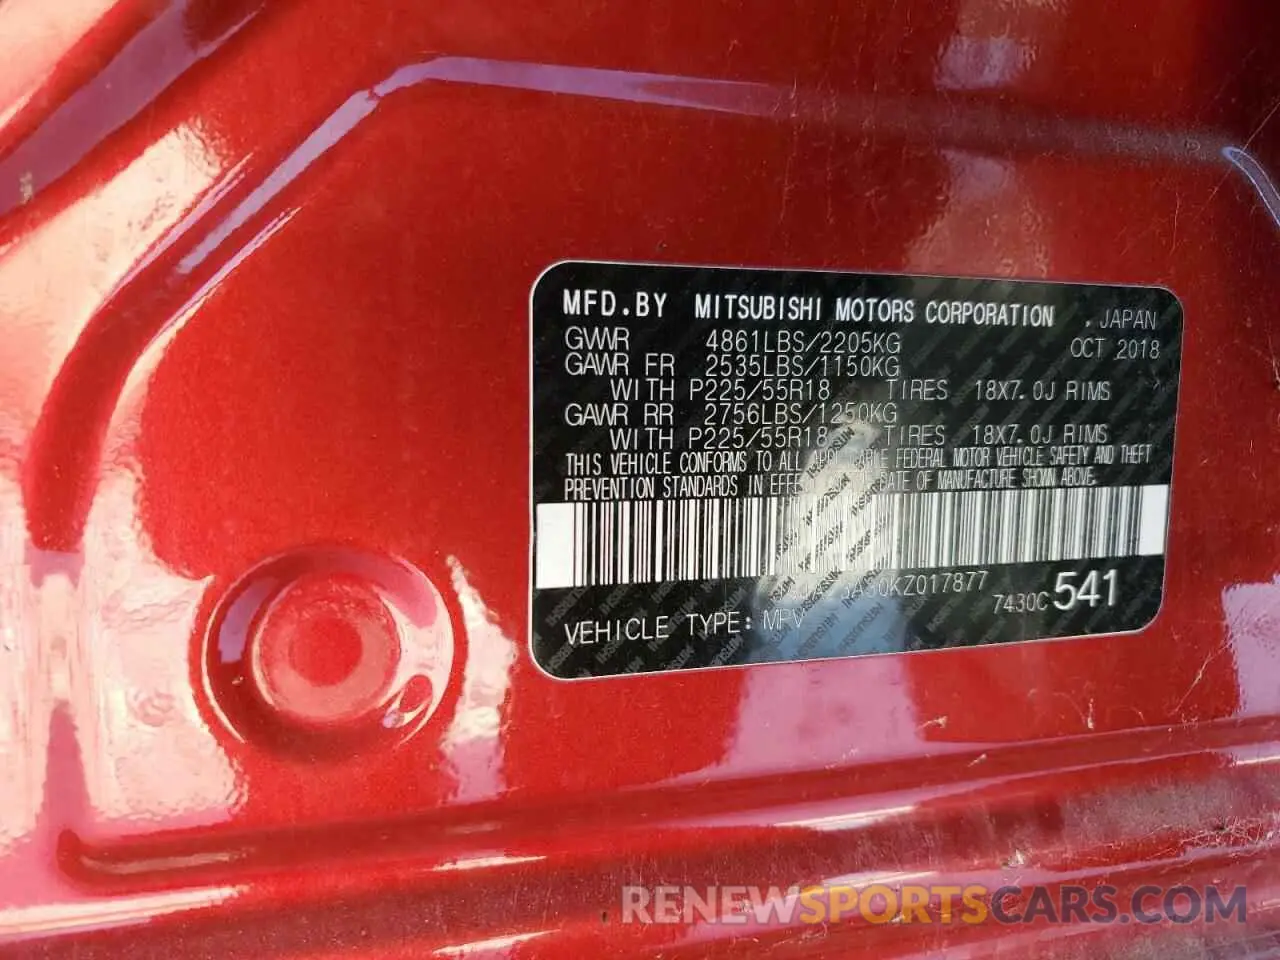 MFD.BY MITSUBISHI MOTORS CORPORATION , JAPAN
GVWR 4861LBS/2205KG OCT 2018
GAWR FR 2535LBS/1150KG
WITH P225/55R18 TIRES 18X7.0J RIMS
GAWR RR 2756LBS/1250KG
WITH P225/55R18 TIRES 18X7.0J RIMS
THIS VEHICLE CONFORMS TO ALL APPLICABLE FEDERAL MOTOR VEHICLE SAFETY AND THEFT
PREVENTION STANDARDS IN EFFECT DATE OF MANUFACTURE SHOWN ABOVE.
7430C 541
VEHICLE TYPE: MPV
RENEWSPORTSCARS.COM